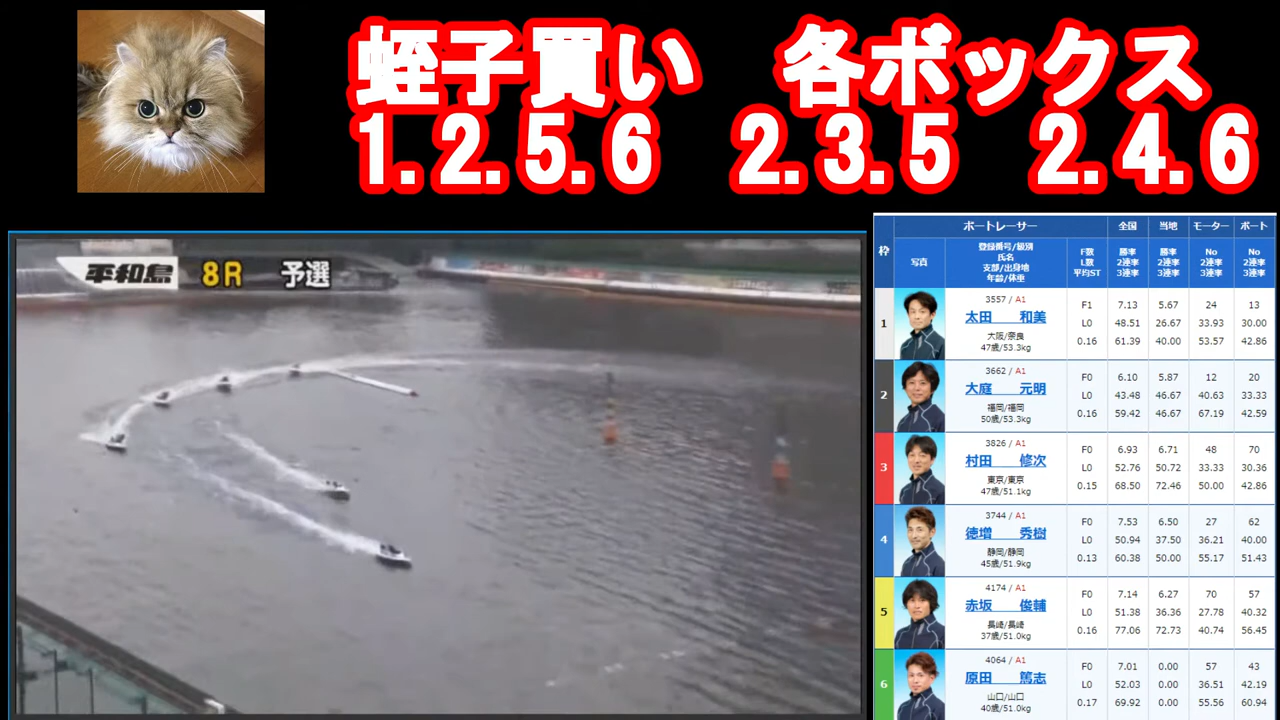 蛭子買い 各ボックス
1.2.5.6 2.3.5 2.4.6
平和島 8R 予選
枠 ボートレーサー 全国 当地 モーター ボート
写真 登録番号/級別 氏名 支部/出身地 年齢/体重 F数 L数 平均ST 勝率 2連率 3連率 勝率 2連率 3連率 No 2連率 3連率 No 2連率 3連率
3557 / A1 F1 7.13 5.67 24 13
1 太田 和美 L0 48.51 26.67 33.93 30.00
大阪/奈良
47歳/53.3kg 0.16 61.39 40.00 53.57 42.86
3662 / A1 F0 6.10 5.87 12 20
2 大庭 元明 L0 43.48 46.67 40.63 33.33
福岡/福岡
50歳/53.3kg 0.16 59.42 46.67 67.19 42.59
3826 / A1 F0 6.93 6.71 48 70
3 村田 修次 L0 52.76 50.72 33.33 30.36
東京/東京
47歳/51.1kg 0.15 68.50 72.46 50.00 42.86
3744 / A1 F0 7.53 6.50 27 62
4 徳増 秀樹 L0 50.94 37.50 36.21 40.00
静岡/静岡
45歳/51.9kg 0.13 60.38 50.00 55.17 51.43
4174 / A1 F0 7.14 6.27 70 57
5 赤坂 俊輔 L0 51.38 36.36 27.78 40.32
長崎/長崎
37歳/51.0kg 0.16 77.06 72.73 40.74 56.45
4064 / A1 F0 7.01 0.00 57 43
6 原田 篤志 L0 52.03 0.00 36.51 42.19
山口/山口
40歳/51.0kg 0.17 69.92 0.00 55.56 60.94